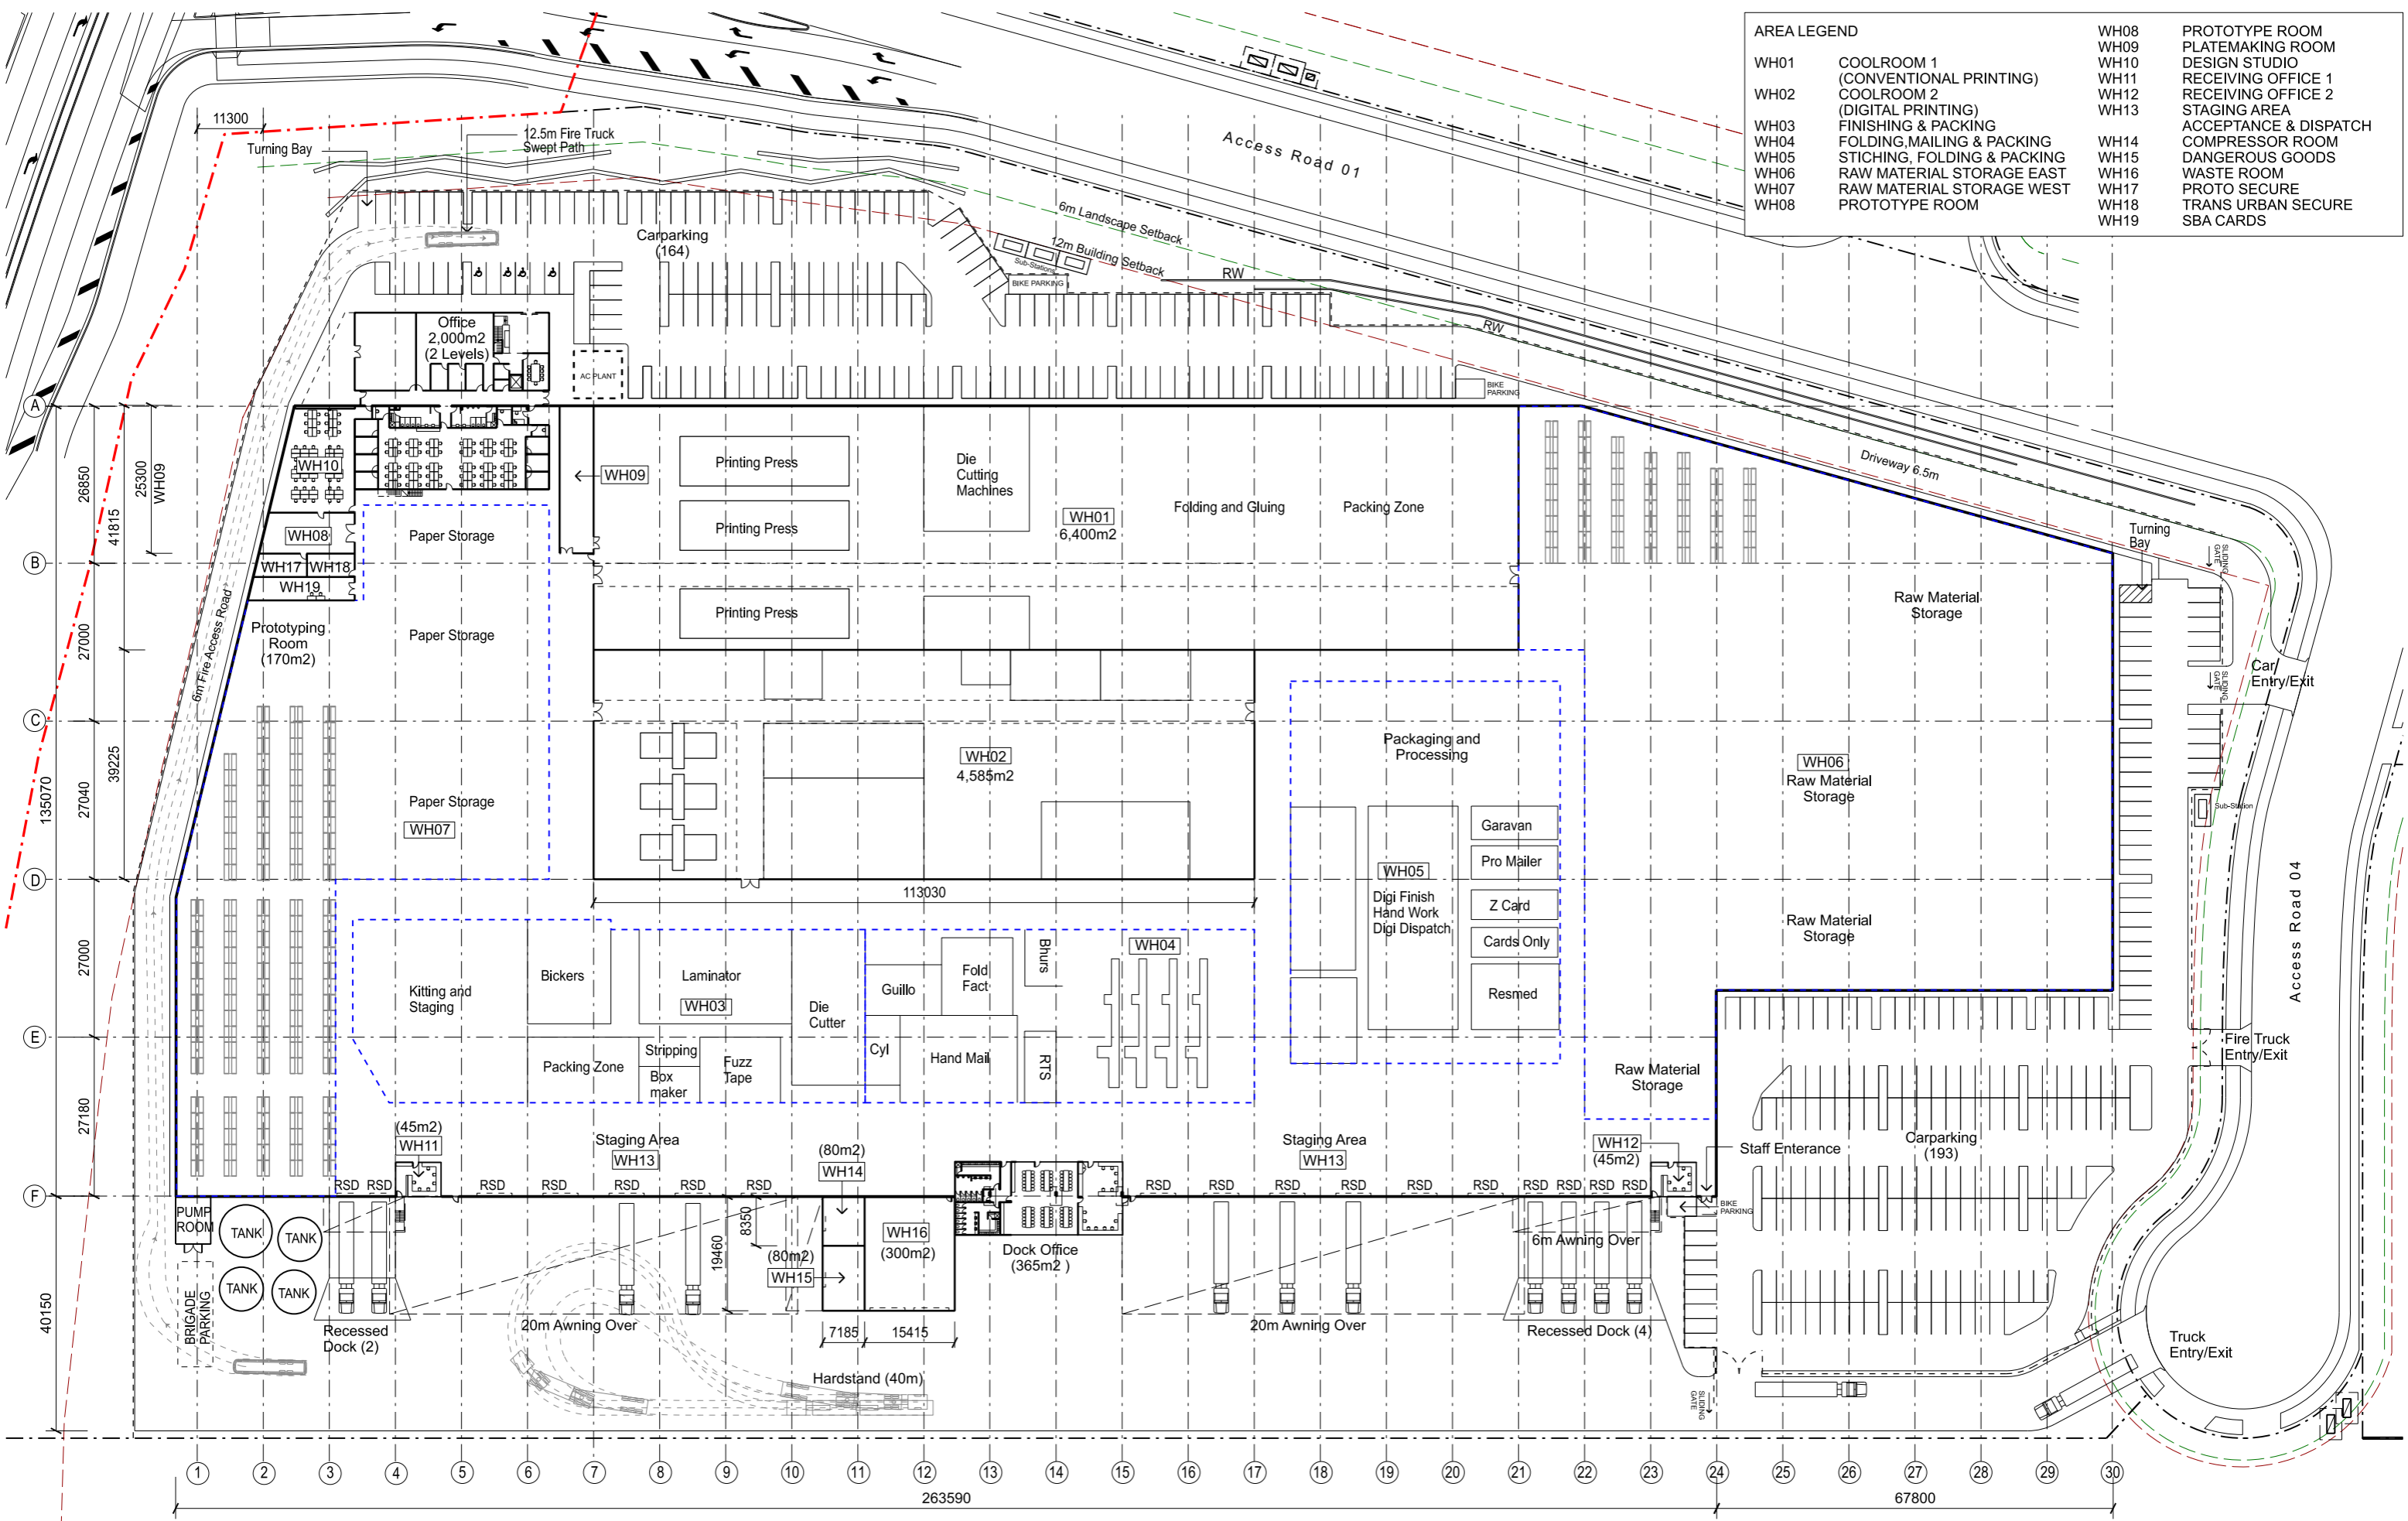 AREA LEGEND
WH01 COOLROOM 1
(CONVENTIONAL PRINTING)
WH02 COOLROOM 2
(DIGITAL PRINTING)
WH03 FINISHING & PACKING
WH04 FOLDING,MAILING & PACKING
WH05 STICHING, FOLDING & PACKING
WH06 RAW MATERIAL STORAGE EAST
WH07 RAW MATERIAL STORAGE WEST
WH08 PROTOTYPE ROOM
WH08 PROTOTYPE ROOM
WH09 PLATEMAKING ROOM
WH10 DESIGN STUDIO
WH11 RECEIVING OFFICE 1
WH12 RECEIVING OFFICE 2
WH13 STAGING AREA
ACCEPTANCE & DISPATCH
WH14 COMPRESSOR ROOM
WH15 DANGEROUS GOODS
WH16 WASTE ROOM
WH17 PROTO SECURE
WH18 TRANS URBAN SECURE
WH19 SBA CARDS
11300
Turning Bay
12.5m Fire Truck
Swept Path
Access Road 01
6m Landscape Setback
12m Building Setback
Sub-Stations
BIKE PARKING
RW
RW
Carparking
(164)
Office
2,000m2
(2 Levels)
AC PLANT
BIKE
PARKING
Driveway 6.5m
Turning
Bay
SLIDING
GATE
A
B
C
D
E
F
26850
27000
27040
27000
27180
135070
40150
41815
39225
25300
WH09
6m Fire Access Road
WH10
WH08
WH17
WH18
WH19
Prototyping
Room
(170m2)
Paper Storage
Paper Storage
Paper Storage
WH07
WH09
Printing Press
Printing Press
Printing Press
Die
Cutting
Machines
WH01
6,400m2
Folding and Gluing
Packing Zone
Raw Material
Storage
WH02
4,585m2
113030
Packaging and
Processing
WH06
Raw Material
Storage
Raw Material
Storage
Raw Material
Storage
Garavan
Pro Mailer
Z Card
Cards Only
Resmed
WH05
Digi Finish
Hand Work
Digi Dispatch
Car
Entry/Exit
SLIDING
GATE
Sub-Station
Access Road 04
Fire Truck
Entry/Exit
Kitting and
Staging
Bickers
Laminator
WH03
Die
Cutter
Packing Zone
Stripping
Box
maker
Fuzz
Tape
Guillo
Fold
Fact
Bhurs
WH04
Cyl
Hand Mail
RTS
(45m2)
WH11
Staging Area
WH13
(80m2)
WH14
Staging Area
WH13
WH12
(45m2)
Staff Enterance
Carparking
(193)
RSD RSD RSD RSD RSD RSD RSD
RSD RSD RSD RSD RSD RSD RSD RSD RSD RSD
PUMP
ROOM
TANK
TANK
TANK
TANK
BRIGADE
PARKING
Recessed
Dock (2)
20m Awning Over
19460
8350
(80m2)
WH15
WH16
(300m2)
Dock Office
(365m2 )
7185
15415
Hardstand (40m)
20m Awning Over
6m Awning Over
Recessed Dock (4)
BIKE
PARKING
SLIDING
GATE
Truck
Entry/Exit
1 2 3 4 5 6 7 8 9 10 11 12 13 14 15 16 17 18 19 20 21 22 23 24 25 26 27 28 29 30
263590
67800